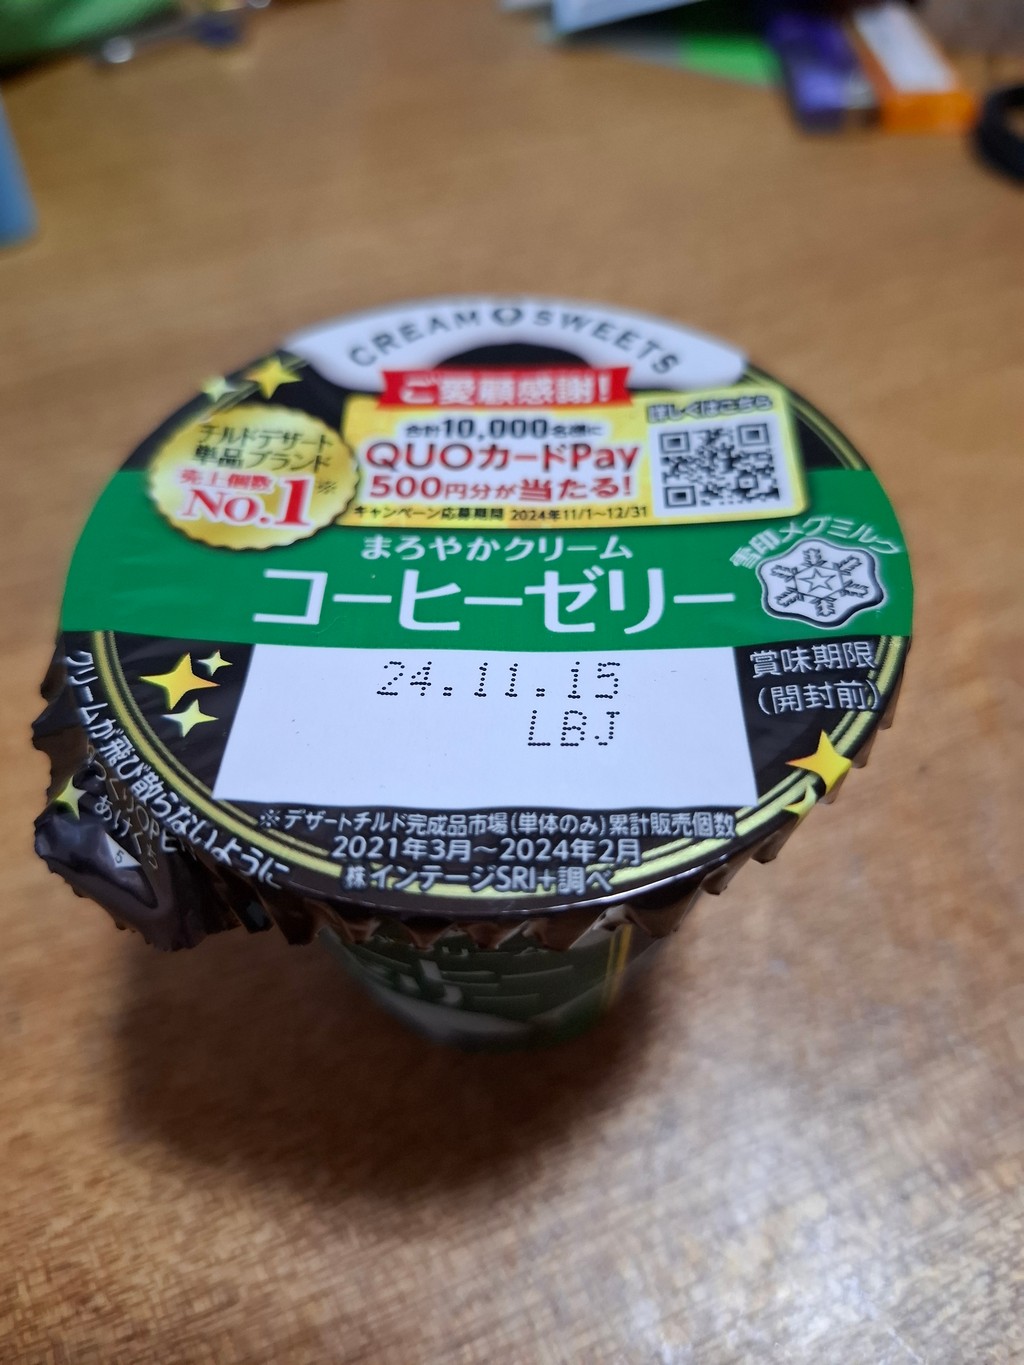 CREAM SWEETS
ご愛顧感謝!
チルドデザート
単品ブランド
売上個数
No.1※
合計10,000名様に
QUOカードPay
500円分が当たる!
キャンペーン応募期間 2024年11/1〜12/31
詳しくはこちら
まろやかクリーム
コーヒーゼリー
雪印メグミルク
24.11.15
LBJ
賞味期限
(開封前)
クリームが飛び散らないように
※デザートチルド完成品市場(単体のみ)累計販売個数
2021年3月〜2024年2月
㈱インテージSRI+調べ